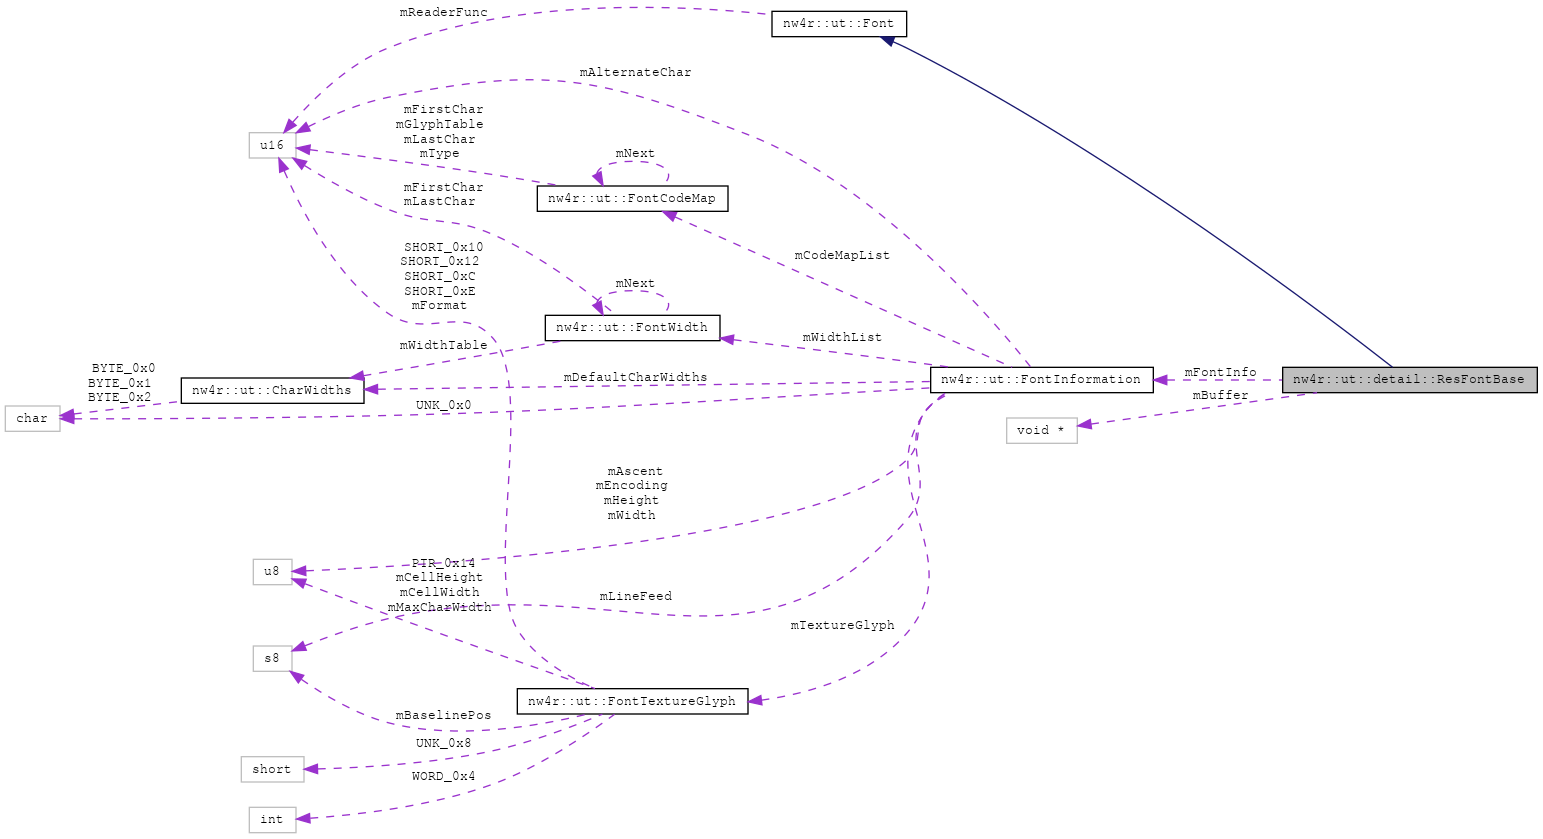 mReaderFunc
nw4r::ut::Font
mAlternateChar
mFirstChar
mGlyphTable
mLastChar
mType
u16
mNext
mFirstChar
mLastChar
nw4r::ut::FontCodeMap
SHORT_0x10
SHORT_0x12
SHORT_0xC
SHORT_0xE
mFormat
mCodeMapList
mNext
nw4r::ut::FontWidth
mWidthTable
mWidthList
BYTE_0x0
BYTE_0x1
BYTE_0x2
nw4r::ut::CharWidths
mDefaultCharWidths
nw4r::ut::FontInformation
mFontInfo
nw4r::ut::detail::ResFontBase
mBuffer
char
UNK_0x0
void *
mAscent
mEncoding
mHeight
mWidth
u8
PTR_0x14
mCellHeight
mCellWidth
mMaxCharWidth
mLineFeed
mTextureGlyph
s8
nw4r::ut::FontTextureGlyph
mBaselinePos
UNK_0x8
short
WORD_0x4
int